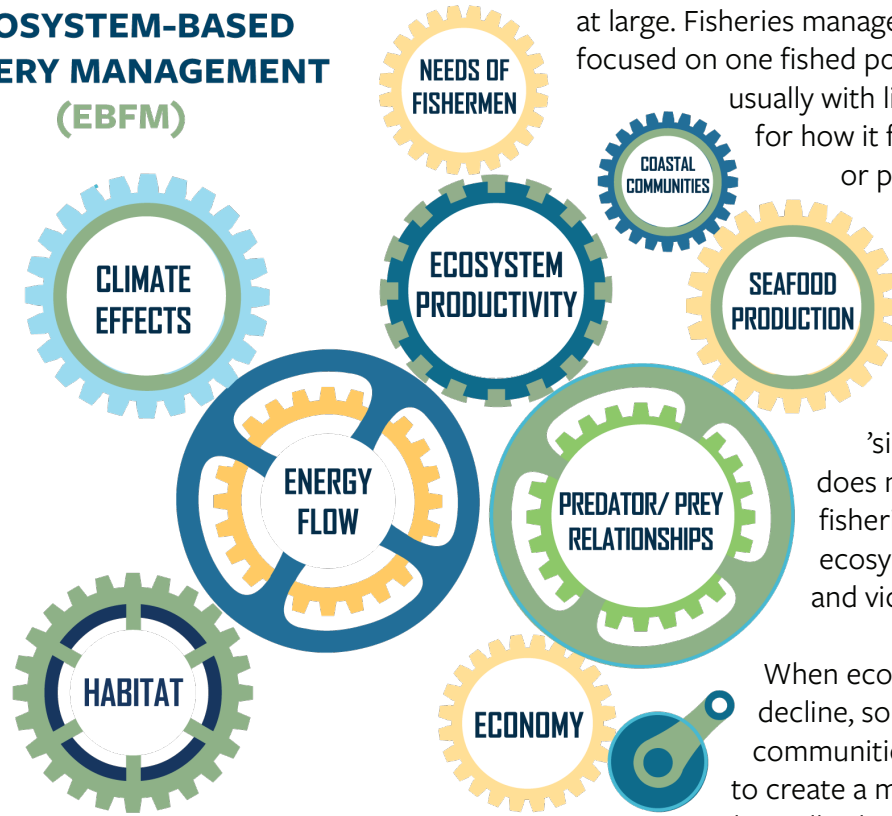 OSYSTEM-BASED
ERY MANAGEMENT
(EBFM)
NEEDS OF
FISHERMEN
COASTAL
COMMUNITIES
CLIMATE
EFFECTS
ECOSYSTEM
PRODUCTIVITY
SEAFOOD
PRODUCTION
ENERGY
FLOW
PREDATOR/ PREY
RELATIONSHIPS
HABITAT
ECONOMY
at large. Fisheries manage
focused on one fished po
usually with li
for how it f
or p
’si
does
fisher
ecosy
and vi
When eco
decline, so
communiti
to create a m